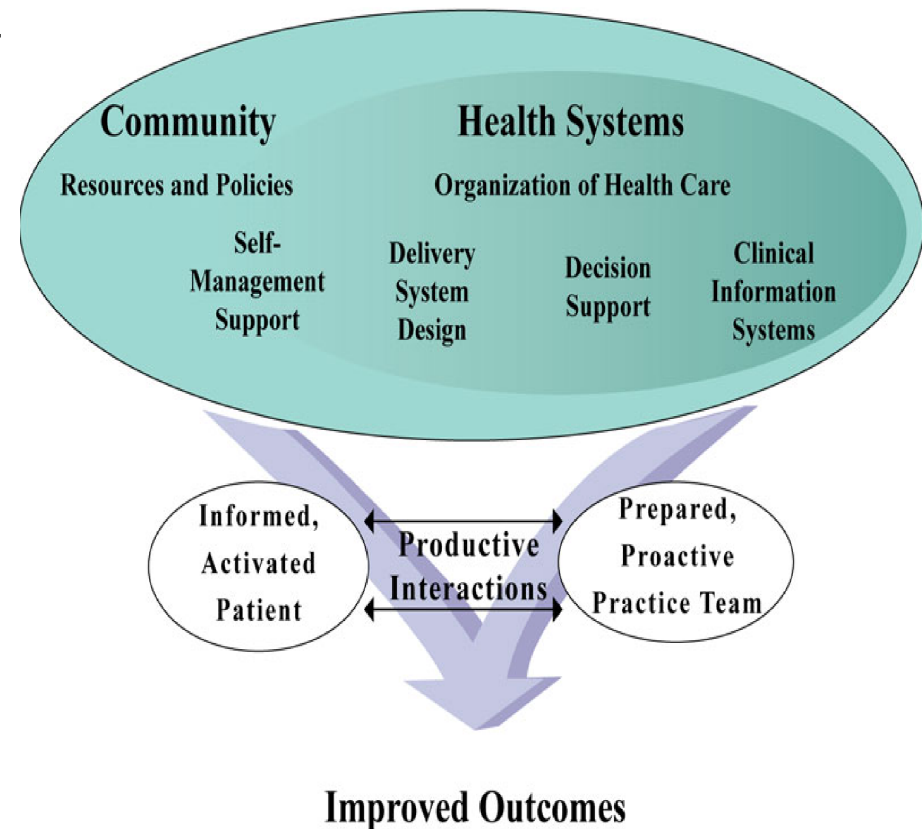 Community
Health Systems
Resources and Policies
Organization of Health Care
Self-
Management
Support
Delivery
System
Design
Decision
Support
Clinical
Information
Systems
Informed,
Activated
Patient
Productive
Interactions
Prepared,
Proactive
Practice Team
Improved Outcomes